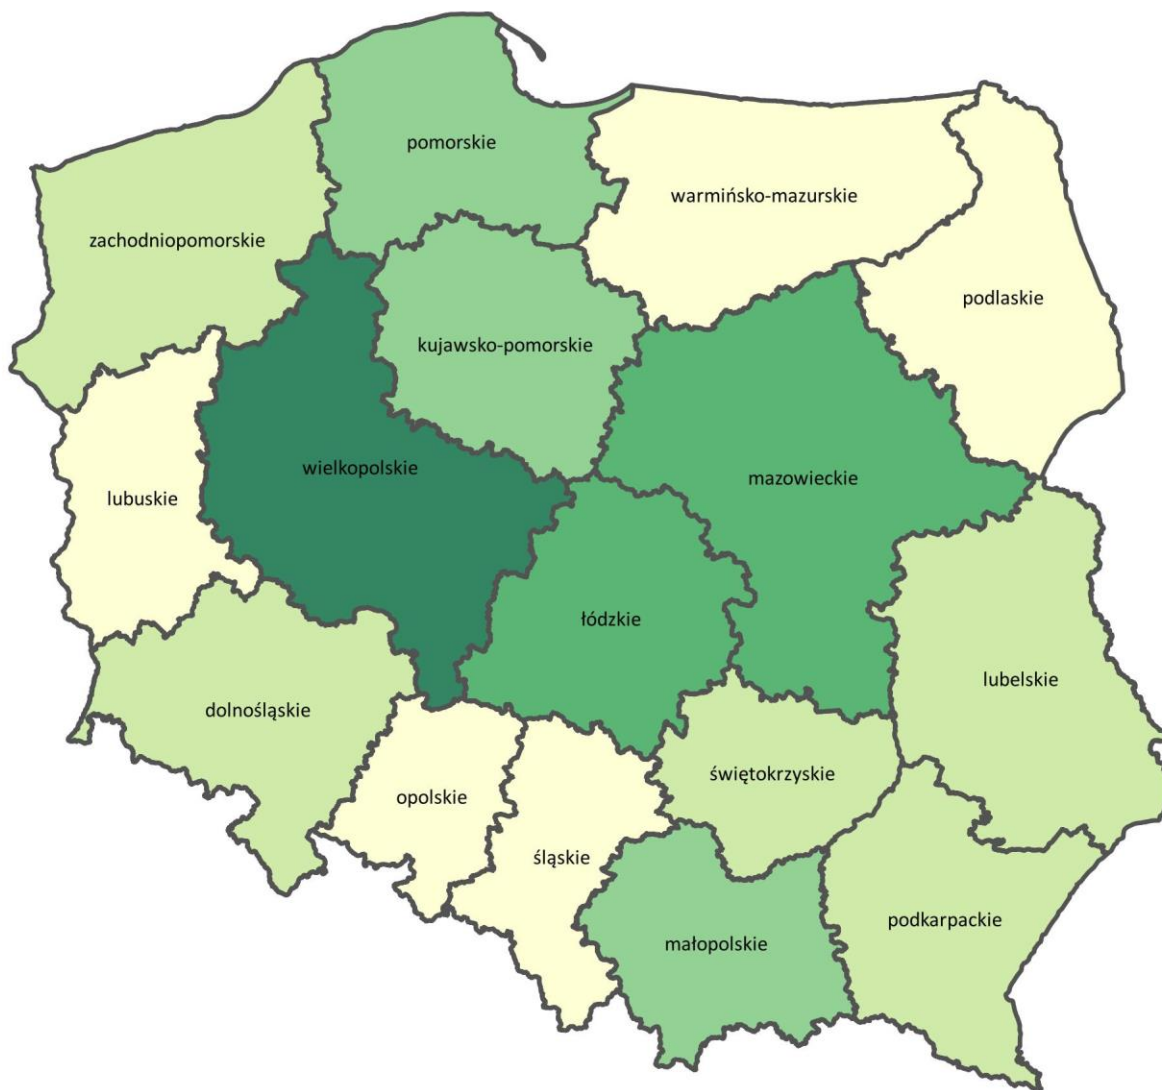 pomorskie
warmińsko-mazurskie
zachodniopomorskie
podlaskie
kujawsko-pomorskie
wielkopolskie
mazowieckie
lubuskie
łódzkie
lubelskie
dolnośląskie
świętokrzyskie
opolskie
śląskie
podkarpackie
małopolskie